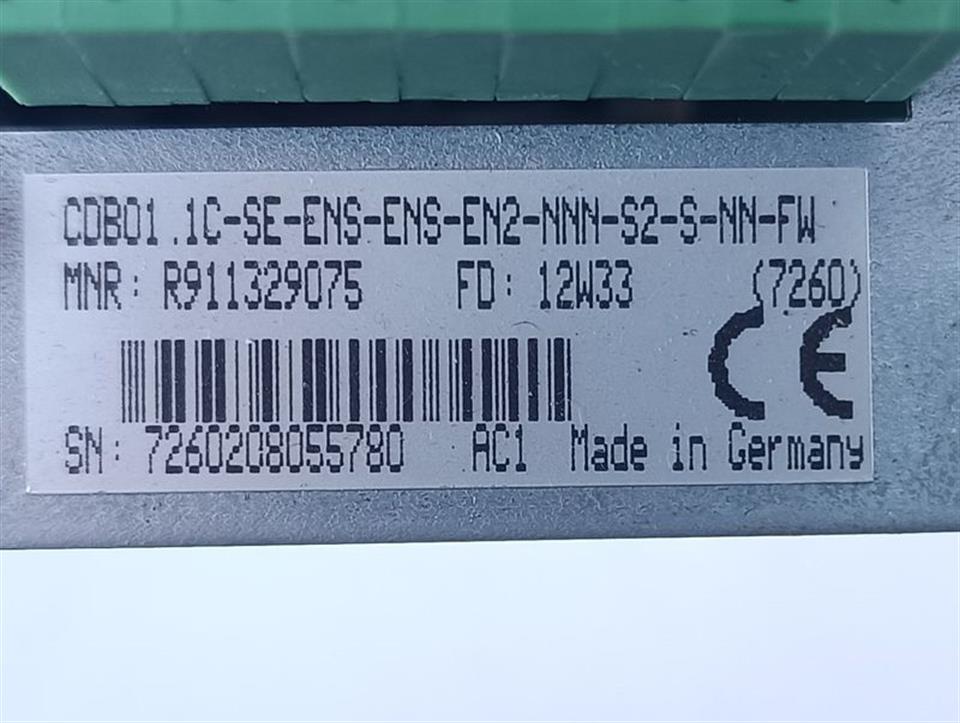 CDB01.1C-SE-ENS-ENS-EN2-NNN-S2-S-NN-FW
MNR: R911329075 FD: 12W33 (7260)
CE
SN: 7260208055780 AC1 Made in Germany